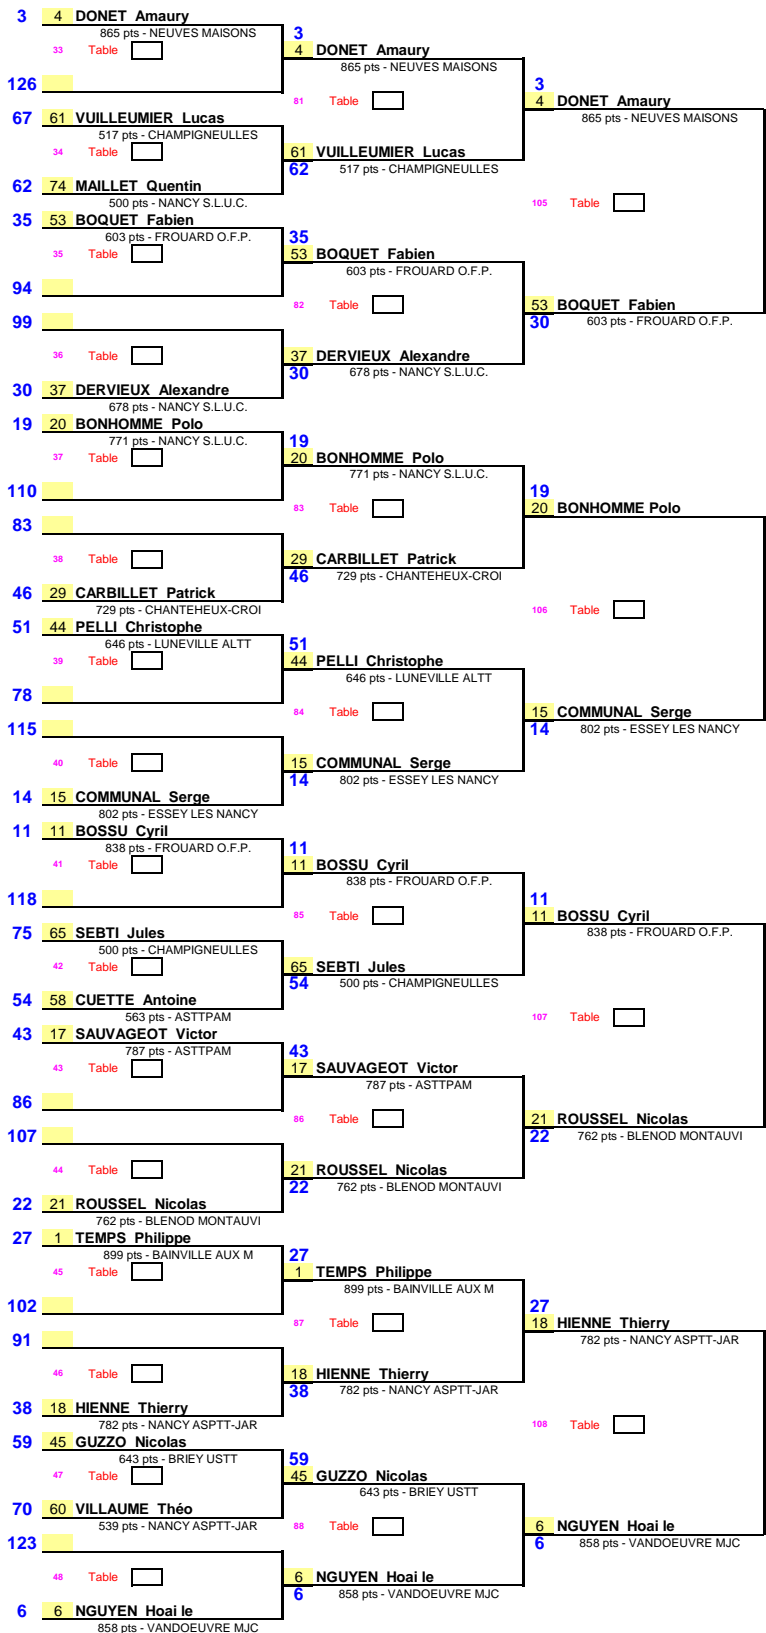 3 4 DONET Amaury
865 pts - NEUVES MAISONS
33 Table
126
67 61 VUILLEUMIER Lucas
517 pts - CHAMPIGNEULLES
34 Table
62 74 MAILLET Quentin
500 pts - NANCY S.L.U.C.
35 53 BOQUET Fabien
603 pts - FROUARD O.F.P.
35 Table
94
99
36 Table
30 37 DERVIEUX Alexandre
678 pts - NANCY S.L.U.C.
19 20 BONHOMME Polo
771 pts - NANCY S.L.U.C.
37 Table
110
83
38 Table
46 29 CARBILLET Patrick
729 pts - CHANTEHEUX-CROI
51 44 PELLI Christophe
646 pts - LUNEVILLE ALTT
39 Table
78
115
40 Table
14 15 COMMUNAL Serge
802 pts - ESSEY LES NANCY
11 11 BOSSU Cyril
838 pts - FROUARD O.F.P.
41 Table
118
75 65 SEBTI Jules
500 pts - CHAMPIGNEULLES
42 Table
54 58 CUETTE Antoine
563 pts - ASTTPAM
43 17 SAUVAGEOT Victor
787 pts - ASTTPAM
43 Table
86
107
44 Table
22 21 ROUSSEL Nicolas
762 pts - BLENOD MONTAUVI
27 1 TEMPS Philippe
899 pts - BAINVILLE AUX M
45 Table
102
91
46 Table
38 18 HIENNE Thierry
782 pts - NANCY ASPTT-JAR
59 45 GUZZO Nicolas
643 pts - BRIEY USTT
47 Table
70 60 VILLAUME Théo
539 pts - NANCY ASPTT-JAR
123
48 Table
6 6 NGUYEN Hoai le
858 pts - VANDOEUVRE MJC
3
4 DONET Amaury
865 pts - NEUVES MAISONS
81 Table
61 VUILLEUMIER Lucas
62 517 pts - CHAMPIGNEULLES
35
53 BOQUET Fabien
603 pts - FROUARD O.F.P.
82 Table
37 DERVIEUX Alexandre
30 678 pts - NANCY S.L.U.C.
19
20 BONHOMME Polo
771 pts - NANCY S.L.U.C.
83 Table
29 CARBILLET Patrick
46 729 pts - CHANTEHEUX-CROI
51
44 PELLI Christophe
646 pts - LUNEVILLE ALTT
84 Table
15 COMMUNAL Serge
14 802 pts - ESSEY LES NANCY
11
11 BOSSU Cyril
838 pts - FROUARD O.F.P.
85 Table
65 SEBTI Jules
54 500 pts - CHAMPIGNEULLES
43
17 SAUVAGEOT Victor
787 pts - ASTTPAM
86 Table
21 ROUSSEL Nicolas
22 762 pts - BLENOD MONTAUVI
27
1 TEMPS Philippe
899 pts - BAINVILLE AUX M
87 Table
18 HIENNE Thierry
38 782 pts - NANCY ASPTT-JAR
59
45 GUZZO Nicolas
643 pts - BRIEY USTT
88 Table
6 NGUYEN Hoai le
6 858 pts - VANDOEUVRE MJC
3
4 DONET Amaury
865 pts - NEUVES MAISONS
105 Table
53 BOQUET Fabien
30 603 pts - FROUARD O.F.P.
19
20 BONHOMME Polo
106 Table
15 COMMUNAL Serge
14 802 pts - ESSEY LES NANCY
11
11 BOSSU Cyril
838 pts - FROUARD O.F.P.
107 Table
21 ROUSSEL Nicolas
22 762 pts - BLENOD MONTAUVI
27
18 HIENNE Thierry
782 pts - NANCY ASPTT-JAR
108 Table
6 NGUYEN Hoai le
6 858 pts - VANDOEUVRE MJC